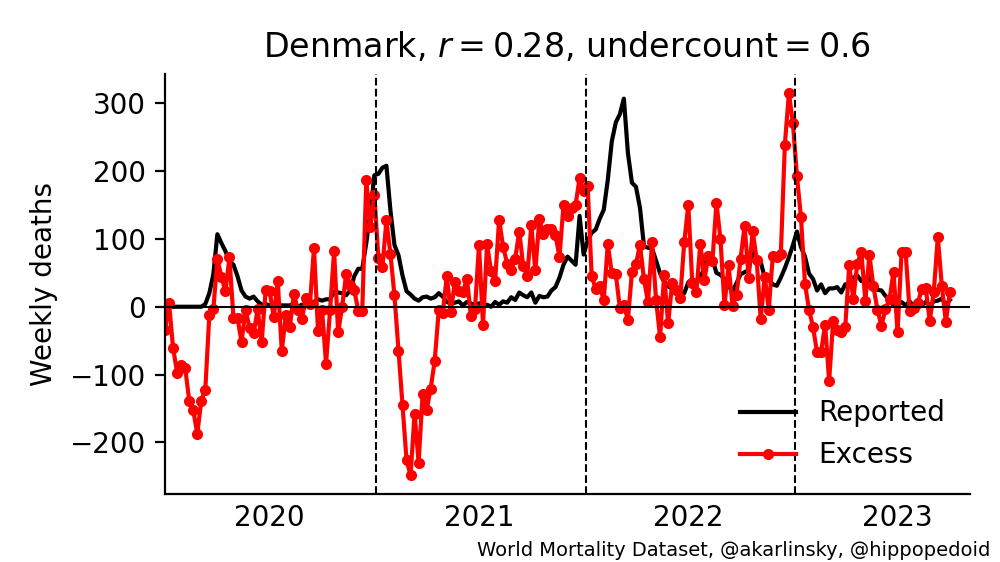 Denmark, r = 0.28, undercount = 0.6
Weekly deaths
300
200
100
0
−100
−200
Reported
Excess
2020 2021 2022 2023
World Mortality Dataset, @akarlinsky, @hippopedoid